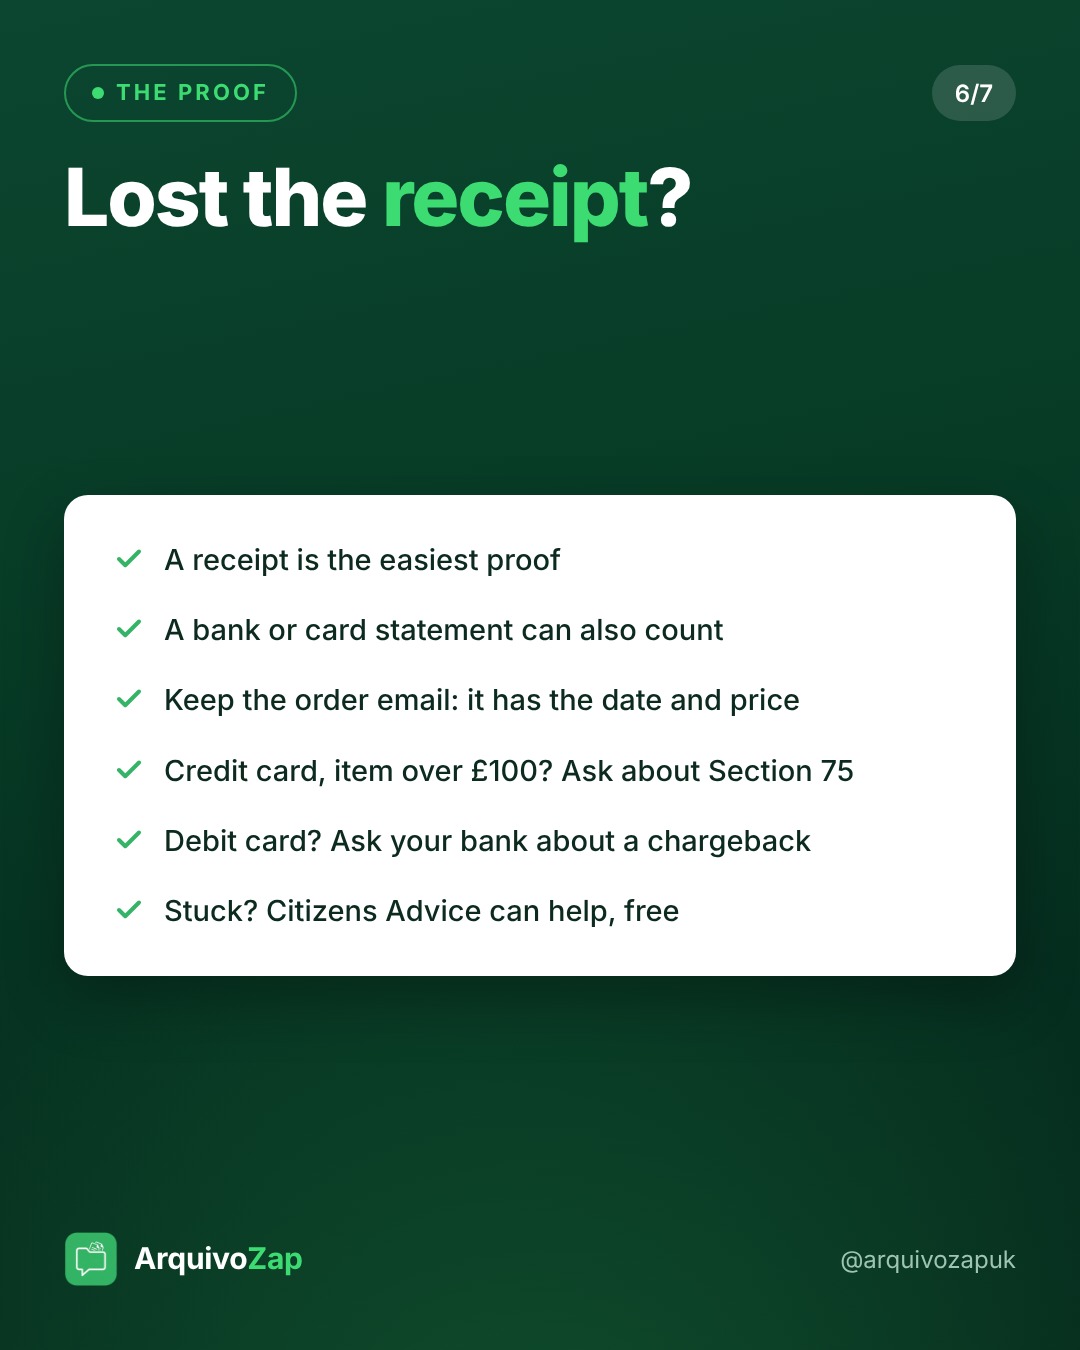 THE PROOF
6/7
Lost the receipt?
A receipt is the easiest proof
A bank or card statement can also count
Keep the order email: it has the date and price
Credit card, item over £100? Ask about Section 75
Debit card? Ask your bank about a chargeback
Stuck? Citizens Advice can help, free
ArquivoZap
@arquivozapuk